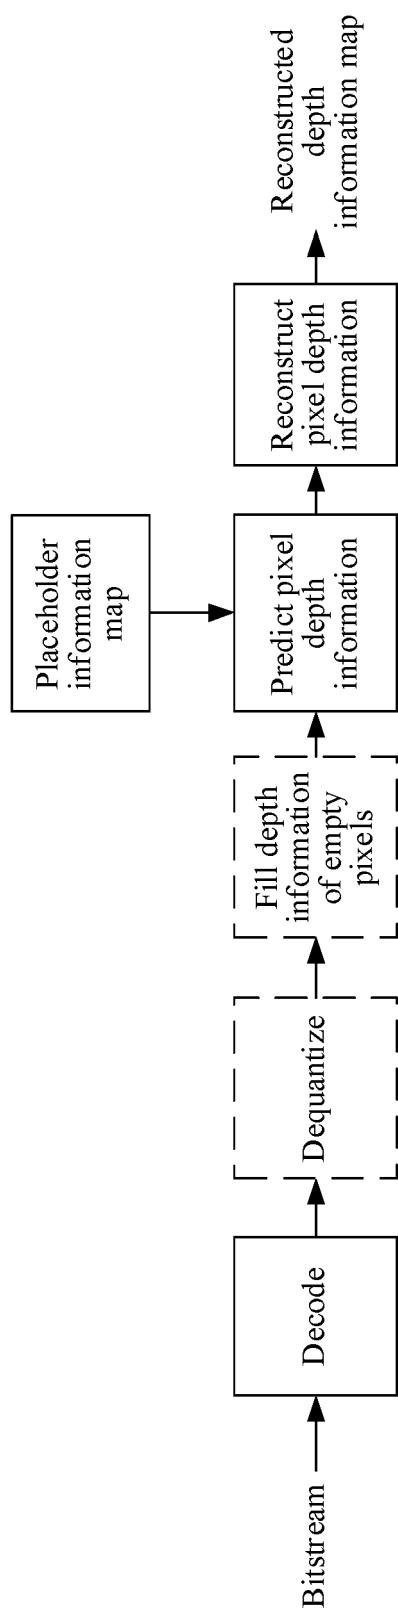 Bitstream
Decode
Dequantize
Fill depth
information
of empty
pixels
Placeholder
information
map
Predict pixel
depth
information
Reconstruct
pixel depth
information
Reconstructed
depth
information map